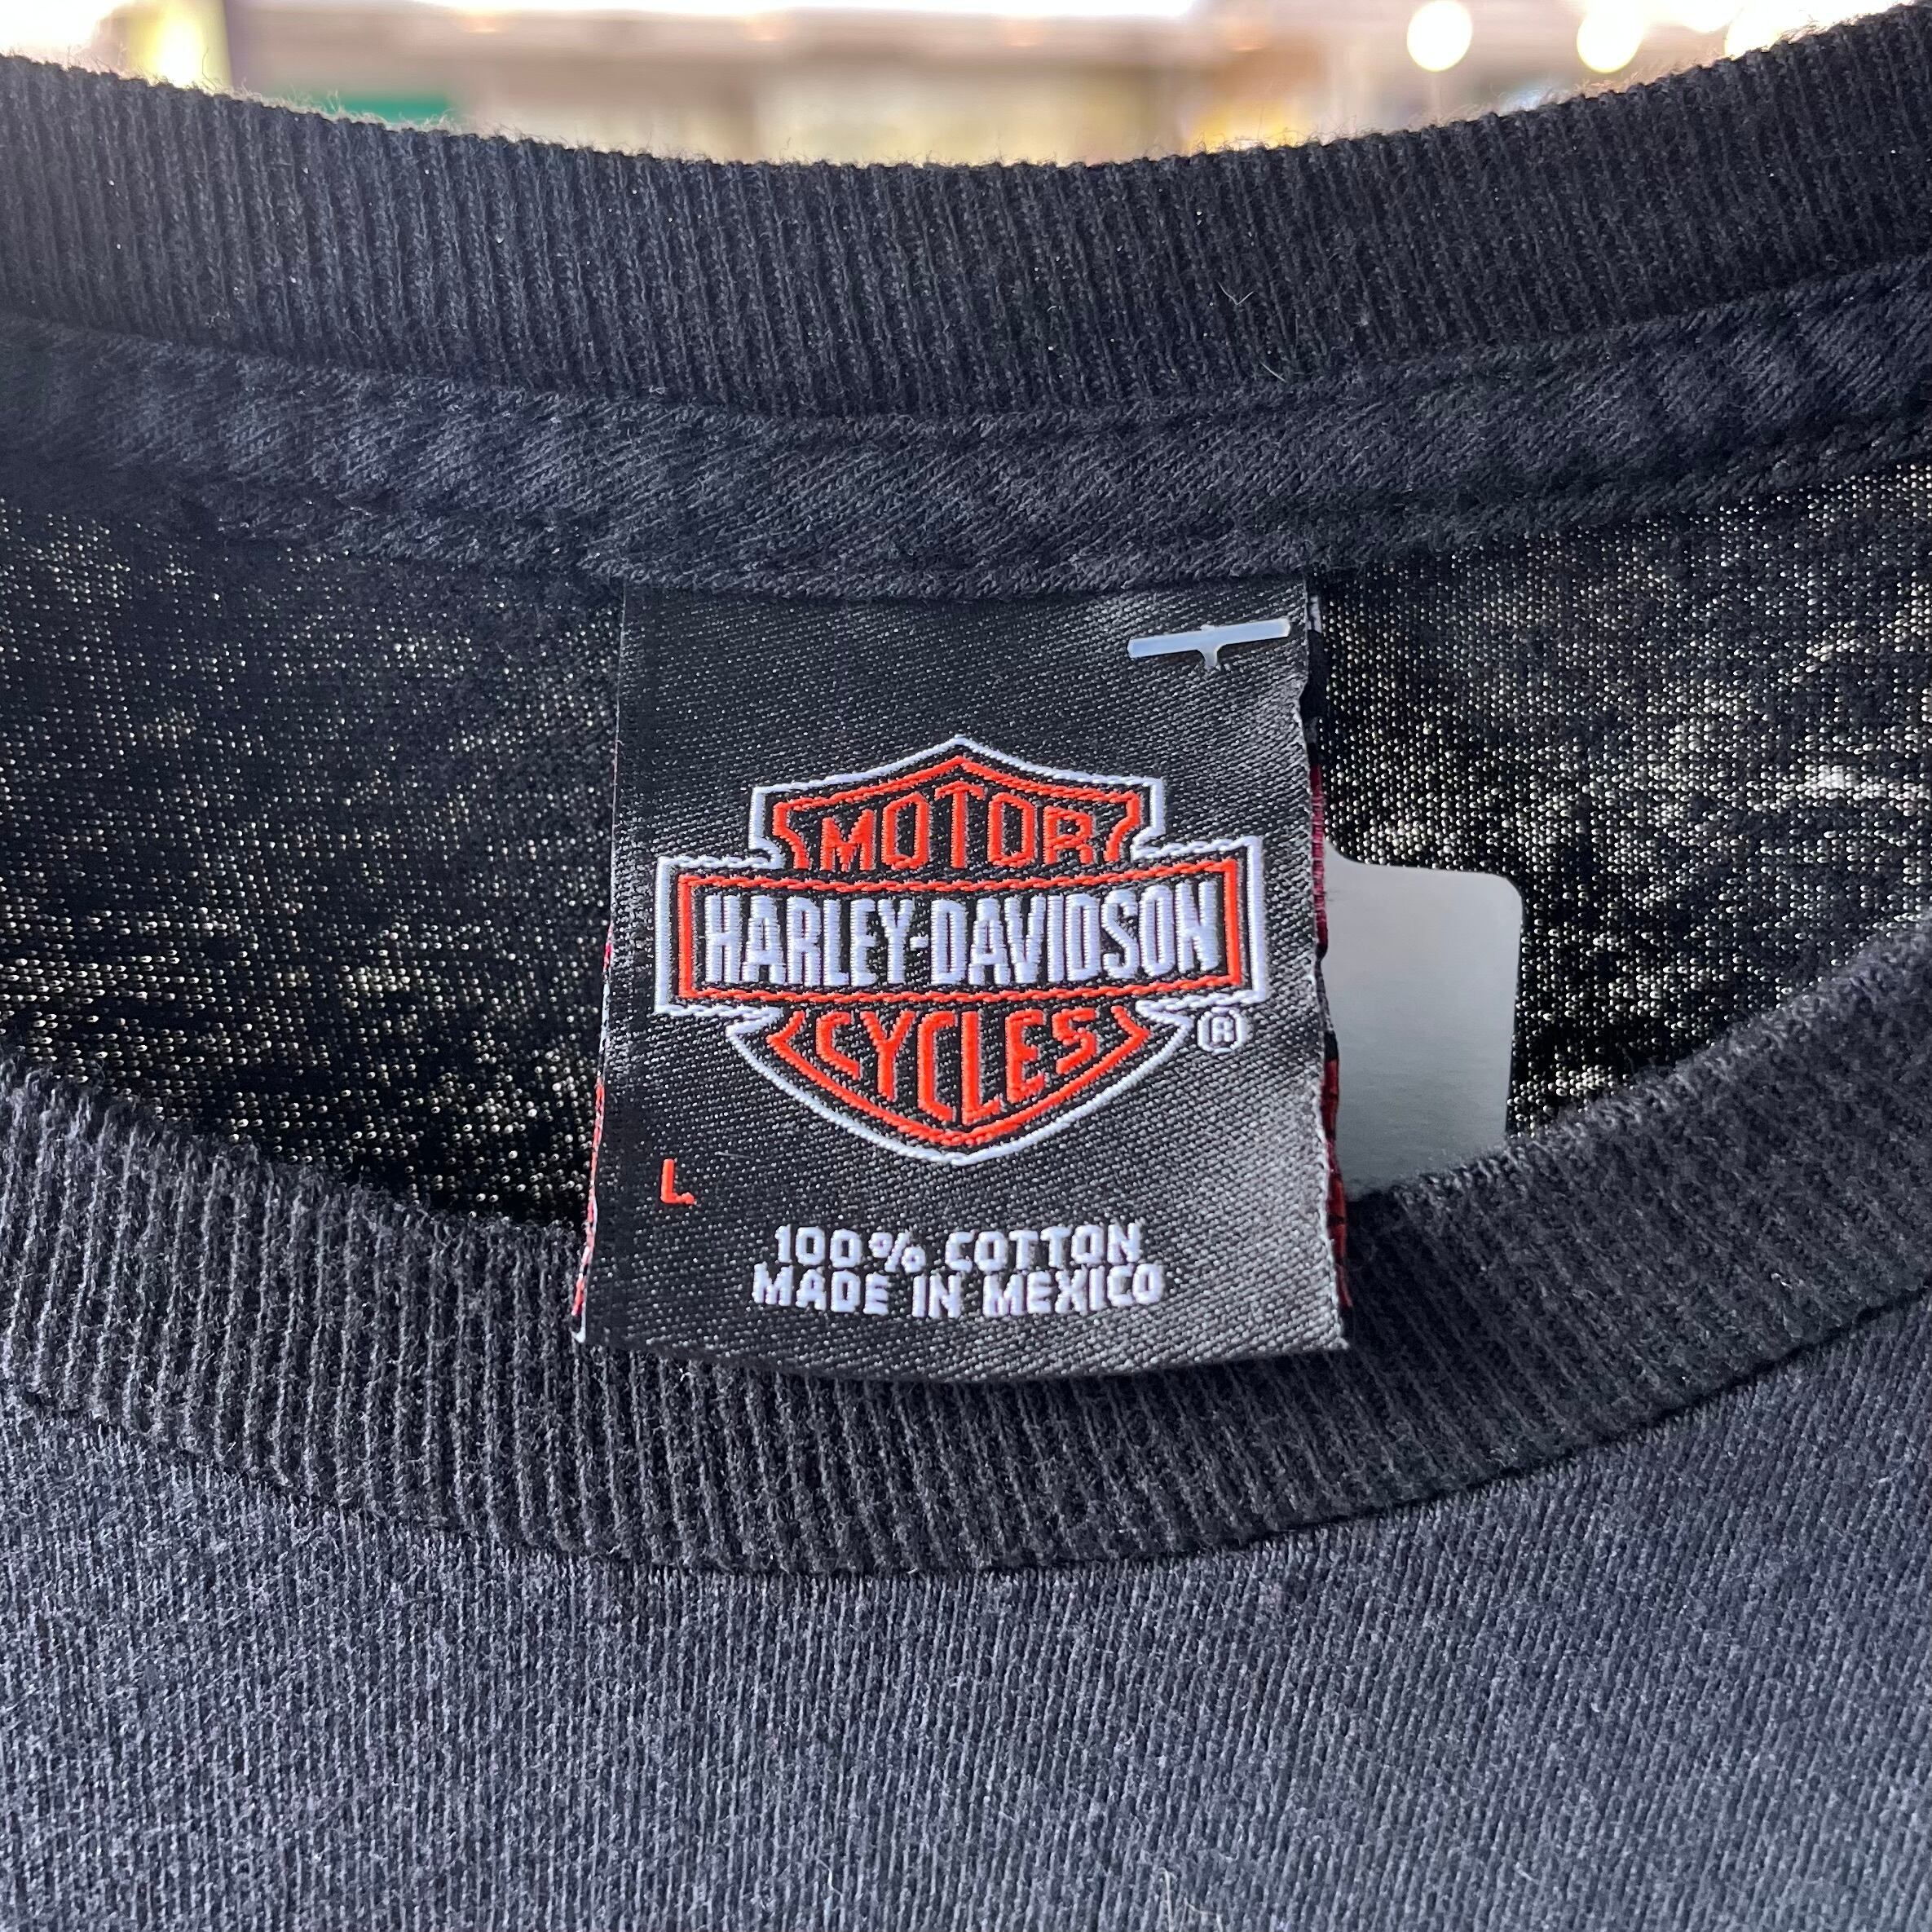 MOTOR
HARLEY-DAVIDSON
CYCLES
®
L
100% COTTON
MADE IN MEXICO